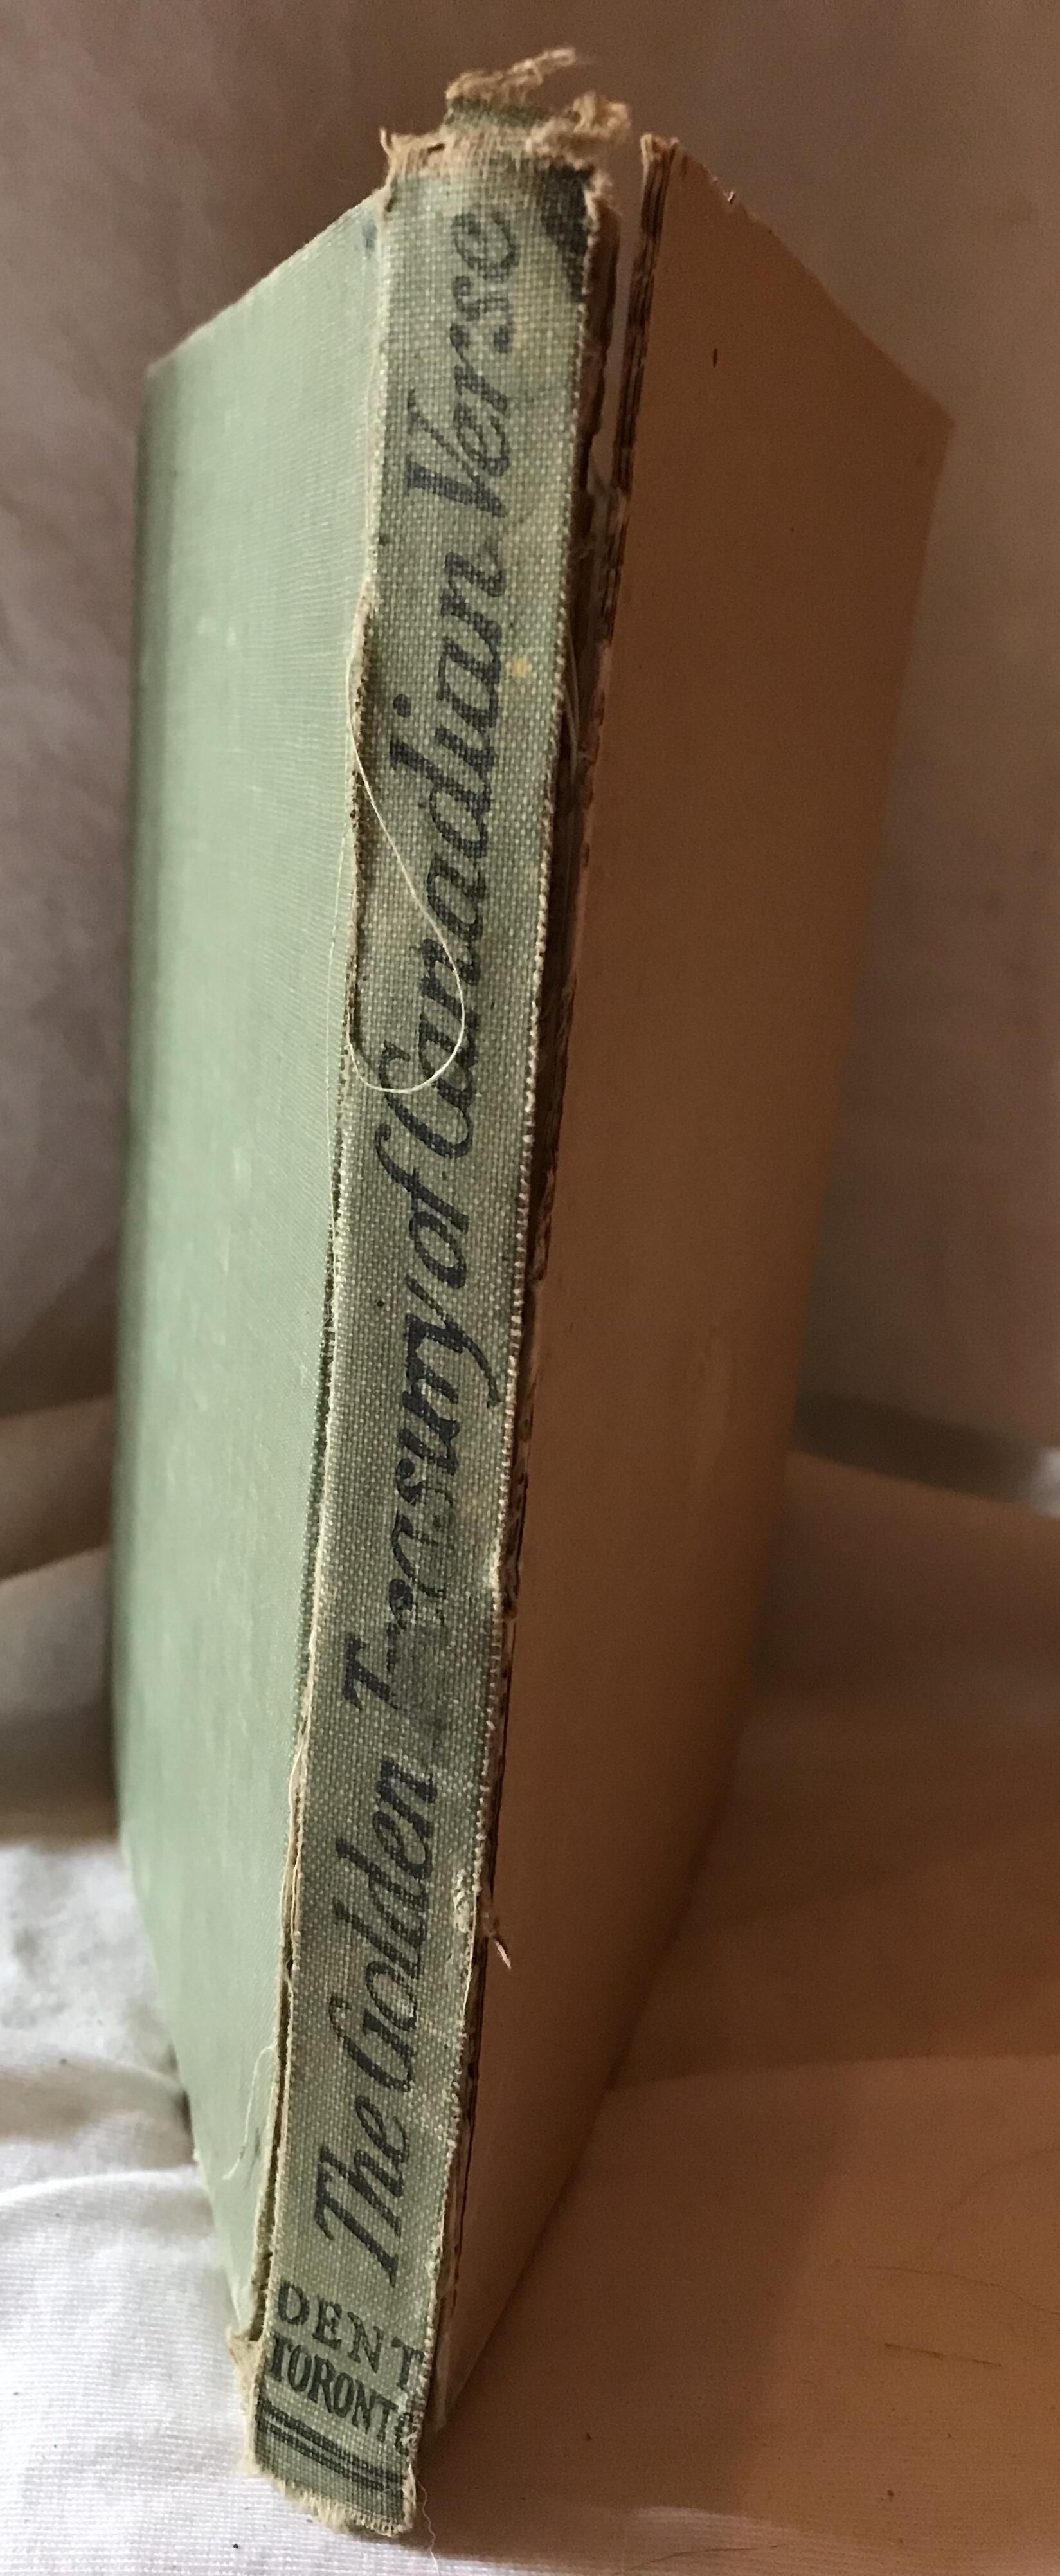 The Golden Treasury of Canadian Verse
DENT
TORONTO